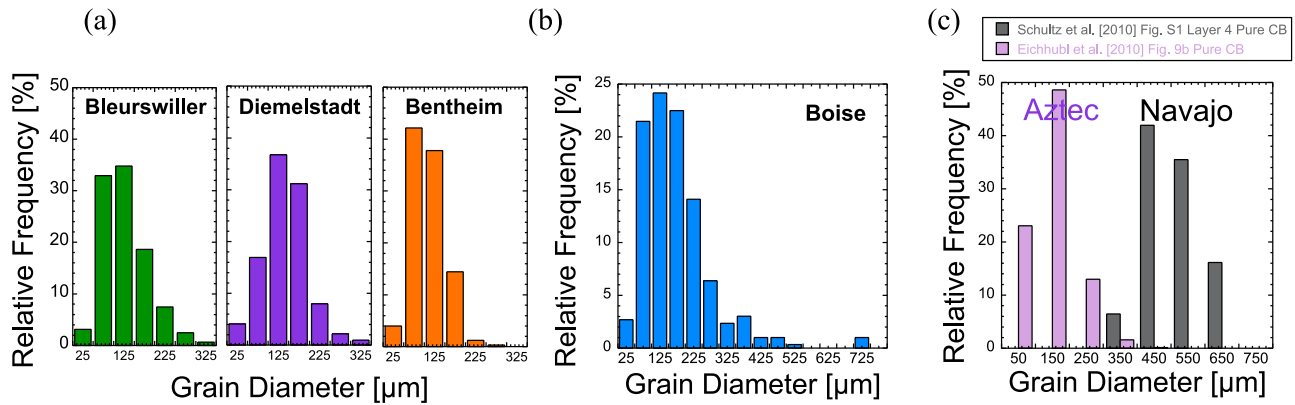 (a)
Relative Frequency [%]
50
40
30
20
10
0
Bleurswiller
Diemelstadt
Bentheim
25 125 225 325
25 125 225 325
25 125 225 325
Grain Diameter [µm]
(b)
Relative Frequency [%]
25
20
15
10
5
0
Boise
25 125 225 325 425 525 625 725
Grain Diameter [µm]
(c)
Schultz et al. [2010] Fig. S1 Layer 4 Pure CB
Eichhubl et al. [2010] Fig. 9b Pure CB
Relative Frequency [%]
50
40
30
20
10
0
Aztec
Navajo
50 150 250 350 450 550 650 750
Grain Diameter [µm]